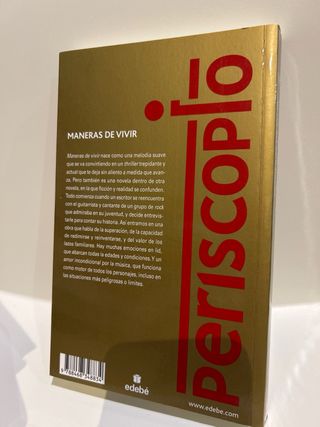 MANERAS DE VIVIR
Maneras de vivir nace como una melodía suave
que se va convirtiendo en un thriller trepidante y
actual que te deja sin aliento a medida que avan-
za. Pero también es una novela dentro de otra
novela, en la que ficción y realidad se confunden.
Todo comienza cuando un escritor se reencuentra
con el guitarrista y cantante de un grupo de rock
que admiraba en su juventud, y decide entrevis-
tarle para contar su historia. Así entramos en una
obra que habla de la superación, de la capacidad
de redimirse y reinventarse, y del valor de los
lazos familiares. Hay muchas emociones en lid,
que abarcan todas la edades y condiciones. Y un
amor incondicional por la música, que funciona
como motor de todos los personajes, incluso en
las situaciones más peligrosas o límites.
periscopio
9 788468 348834
edebé
www.edebe.com